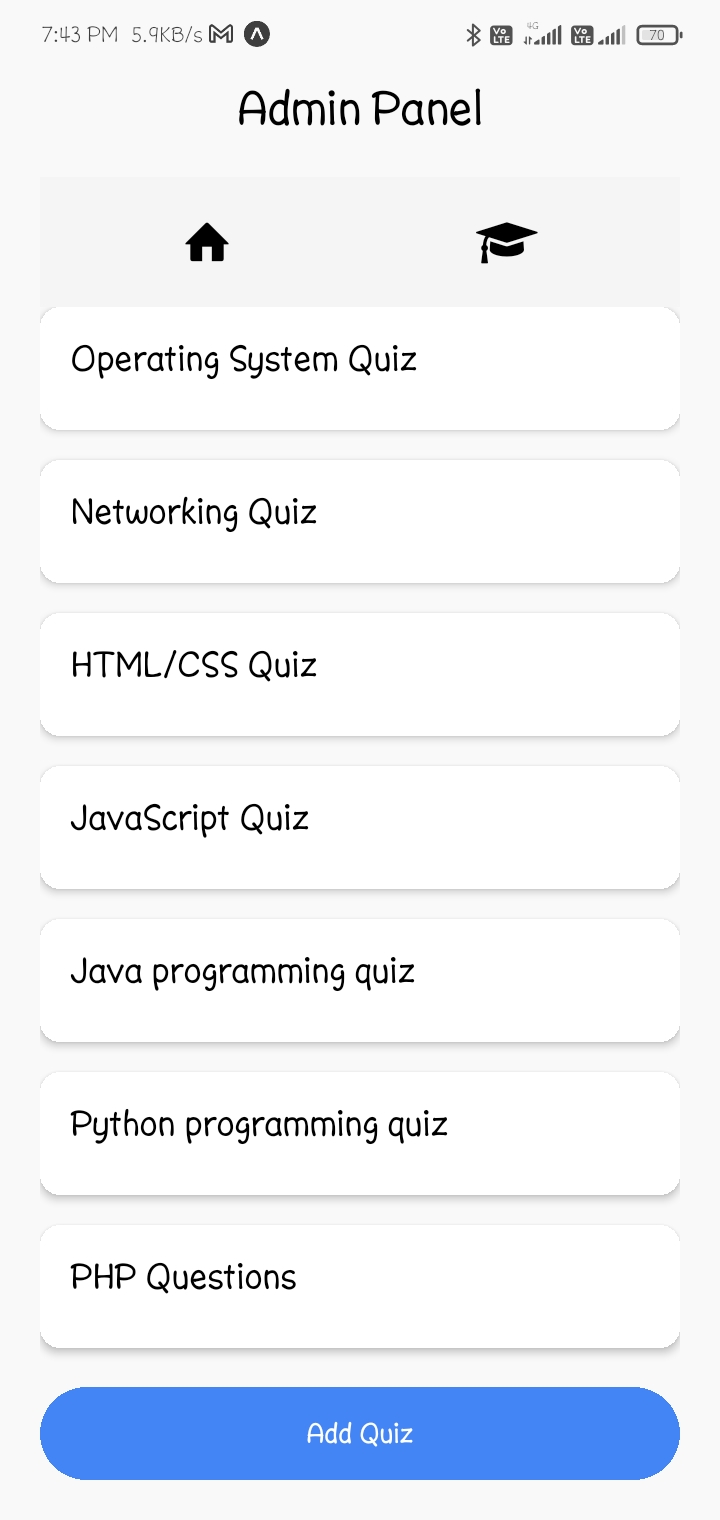 7:43 PM 5.9KB/s Vo LTE 4G Vo LTE 70
Admin Panel
Operating System Quiz
Networking Quiz
HTML/CSS Quiz
JavaScript Quiz
Java programming quiz
Python programming quiz
PHP Questions
Add Quiz